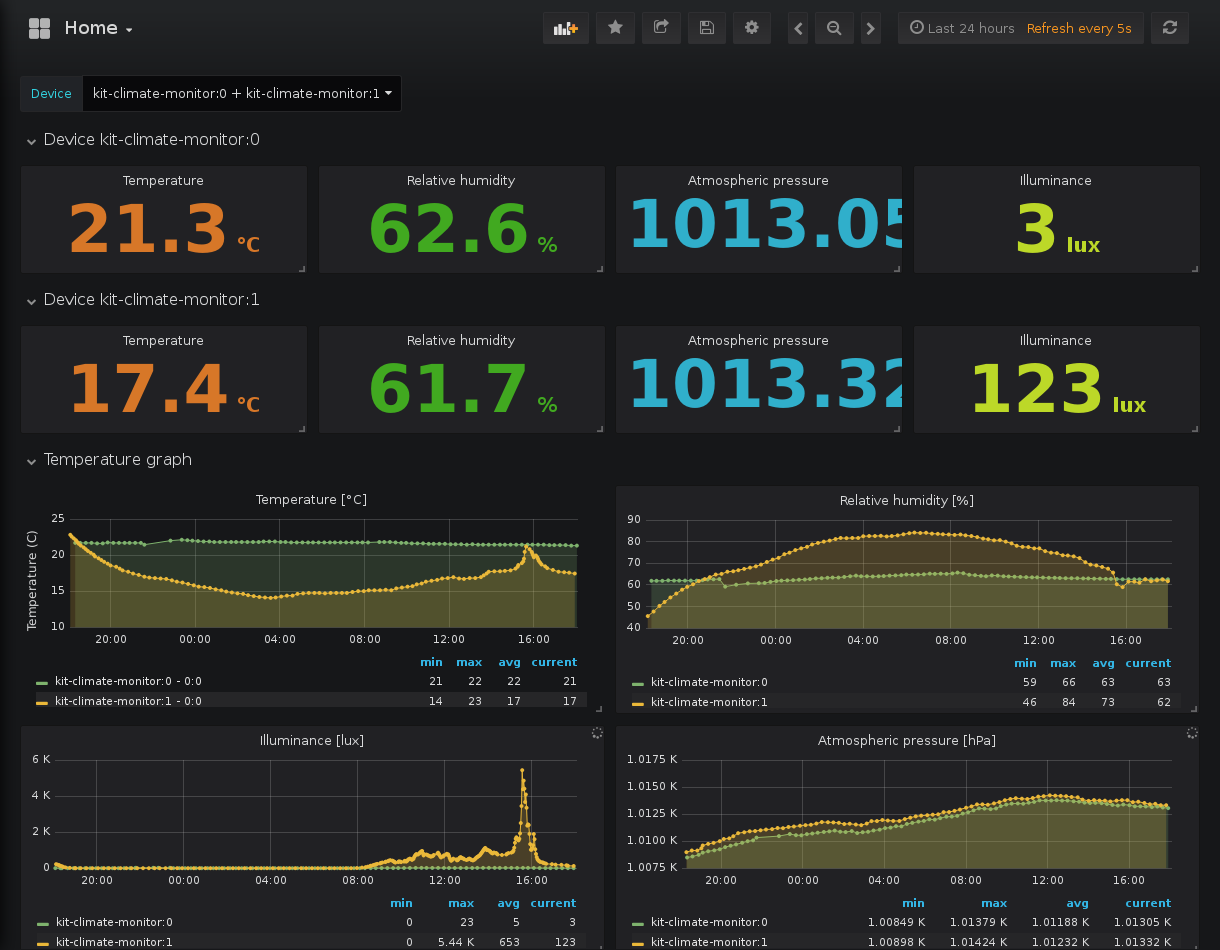 Home
Last 24 hours Refresh every 5s
Device kit-climate-monitor:0 + kit-climate-monitor:1
Device kit-climate-monitor:0
Temperature Relative humidity Atmospheric pressure Illuminance
21.3 °C 62.6 % 1013.05 3 lux
Device kit-climate-monitor:1
Temperature Relative humidity Atmospheric pressure Illuminance
17.4 °C 61.7 % 1013.32 123 lux
Temperature graph
Temperature [°C]
Temperature (C)
25
20
15
10
20:00 00:00 04:00 08:00 12:00 16:00
min max avg current
kit-climate-monitor:0 - 0:0 21 22 22 21
kit-climate-monitor:1 - 0:0 14 23 17 17
Relative humidity [%]
90
80
70
60
50
40
20:00 00:00 04:00 08:00 12:00 16:00
min max avg current
kit-climate-monitor:0 59 66 63 63
kit-climate-monitor:1 46 84 73 62
Illuminance [lux]
6 K
4 K
2 K
0
20:00 00:00 04:00 08:00 12:00 16:00
min max avg current
kit-climate-monitor:0 0 23 5 3
kit-climate-monitor:1 0 5.44 K 653 123
Atmospheric pressure [hPa]
1.0175 K
1.0150 K
1.0125 K
1.0100 K
1.0075 K
20:00 00:00 04:00 08:00 12:00 16:00
min max avg current
kit-climate-monitor:0 1.00849 K 1.01379 K 1.01188 K 1.01305 K
kit-climate-monitor:1 1.00898 K 1.01424 K 1.01232 K 1.01332 K